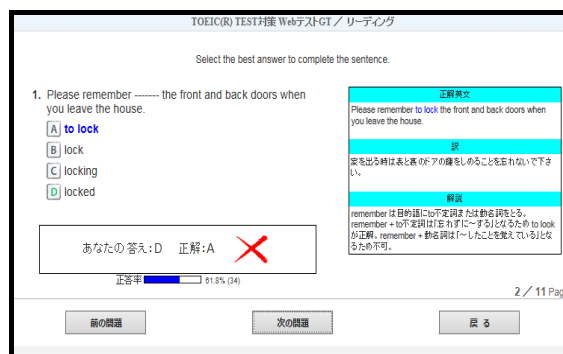 TOEIC(R) TEST対策 WebテストGT ／ リーディング
Select the best answer to complete the sentence.
1. Please remember ------- the front and back doors when
you leave the house.
A to lock
B lock
C locking
D locked
あなたの答え:D 正解:A
正答率 61.8% (34)
正解英文
Please remember to lock the front and back doors when
you leave the house.
訳
家を出る時は表と裏のドアの鍵をしめることを忘れないで下さ
い。
解説
remember は目的語にto不定詞または動名詞をとる。
remember + to不定詞は「忘れずに～する」となるため to look
が正解。remember + 動名詞は「～したことを覚えている」とな
るため不可。
2 ／ 11 Pag
前の問題
次の問題
戻 る